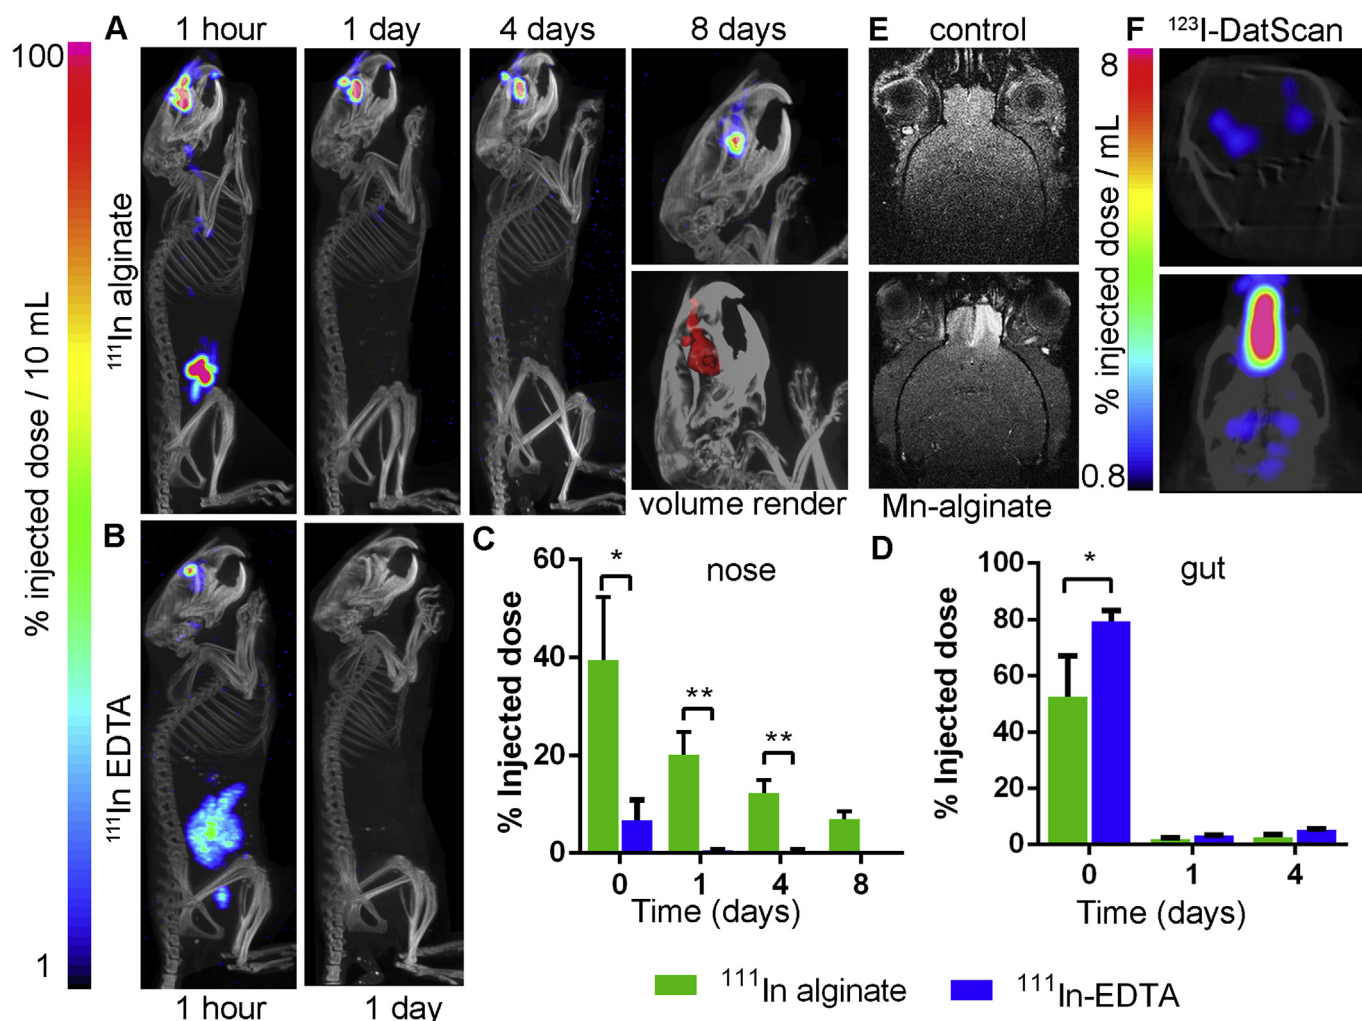 A
1 hour
1 day
4 days
8 days
E
control
F
¹²³I-DatScan
100
1
% injected dose / 10 mL
¹¹¹In alginate
volume render
Mn-alginate
8
0.8
% injected dose / mL
B
¹¹¹In EDTA
1 hour
1 day
C
nose
% Injected dose
60
40
20
0
*
**
**
0 1 4 8
Time (days)
D
gut
% Injected dose
100
80
60
40
20
0
*
0 1 4
Time (days)
¹¹¹In alginate
¹¹¹In-EDTA